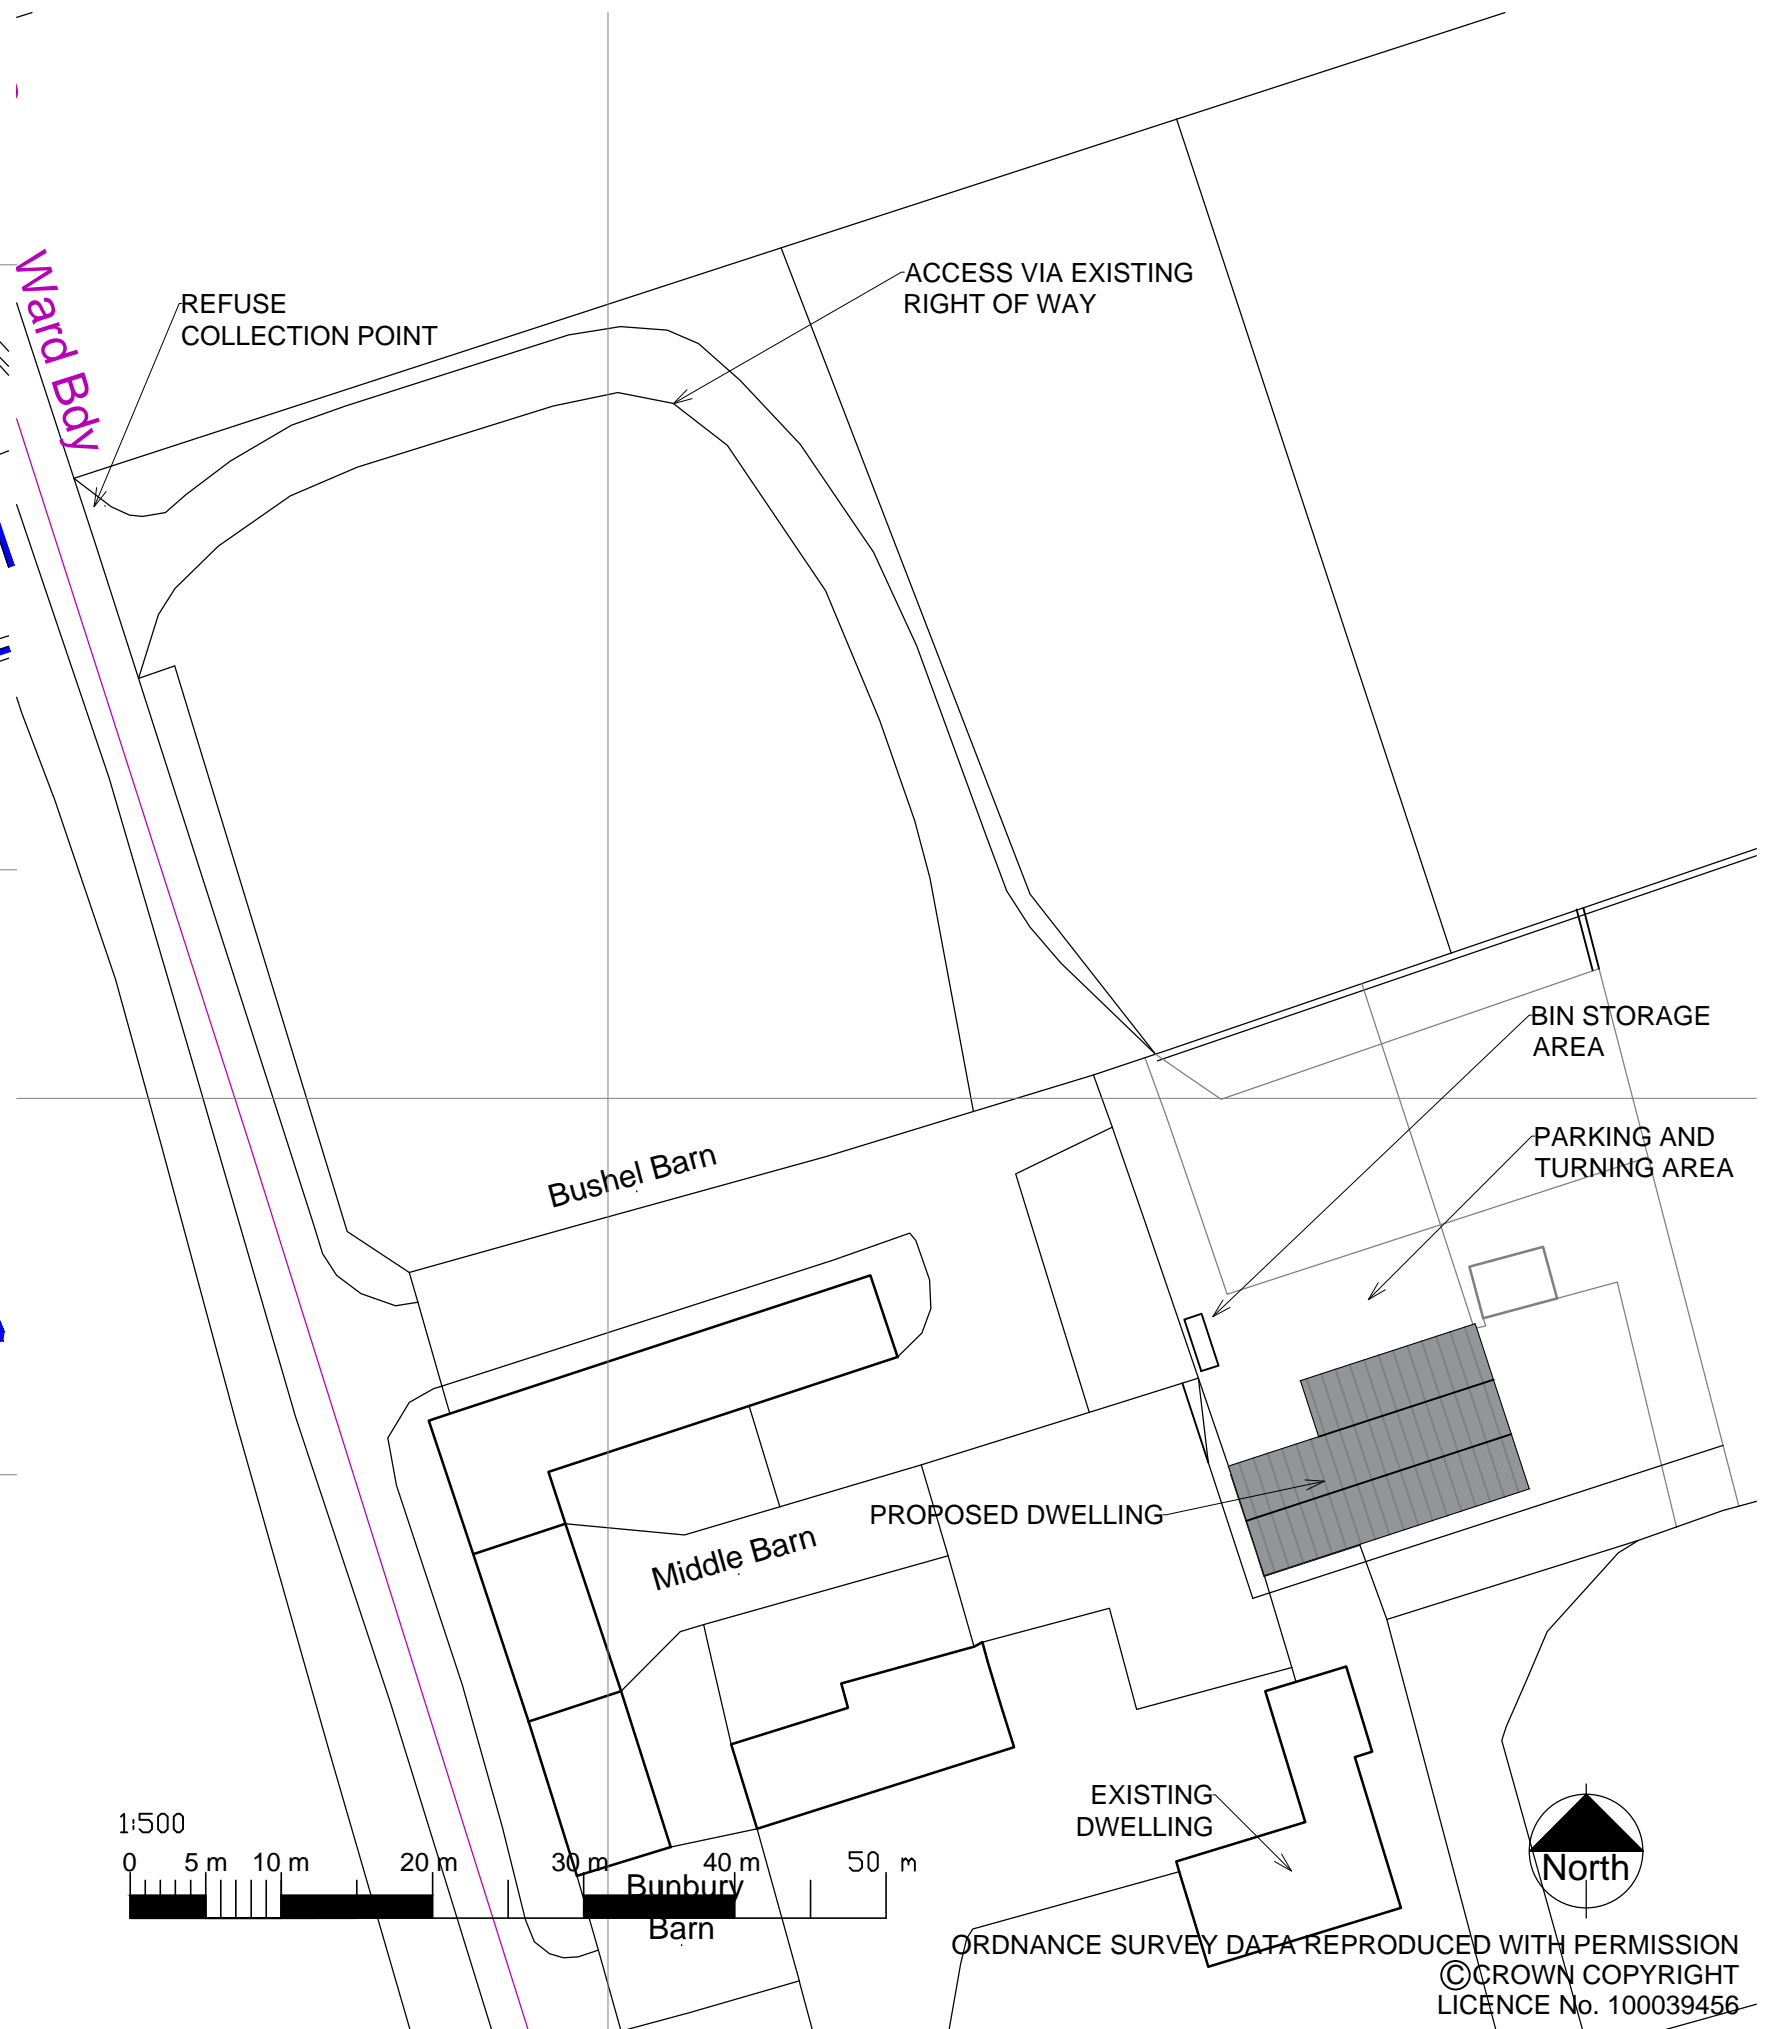 Ward Bdy
REFUSE
COLLECTION POINT
ACCESS VIA EXISTING
RIGHT OF WAY
BIN STORAGE
AREA
PARKING AND
TURNING AREA
Bushel Barn
PROPOSED DWELLING
Middle Barn
EXISTING
DWELLING
1:500
0 5 m 10 m 20 m 30 m 40 m 50 m
Bunbury
Barn
North
ORDNANCE SURVEY DATA REPRODUCED WITH PERMISSION
©CROWN COPYRIGHT
LICENCE No. 100039456